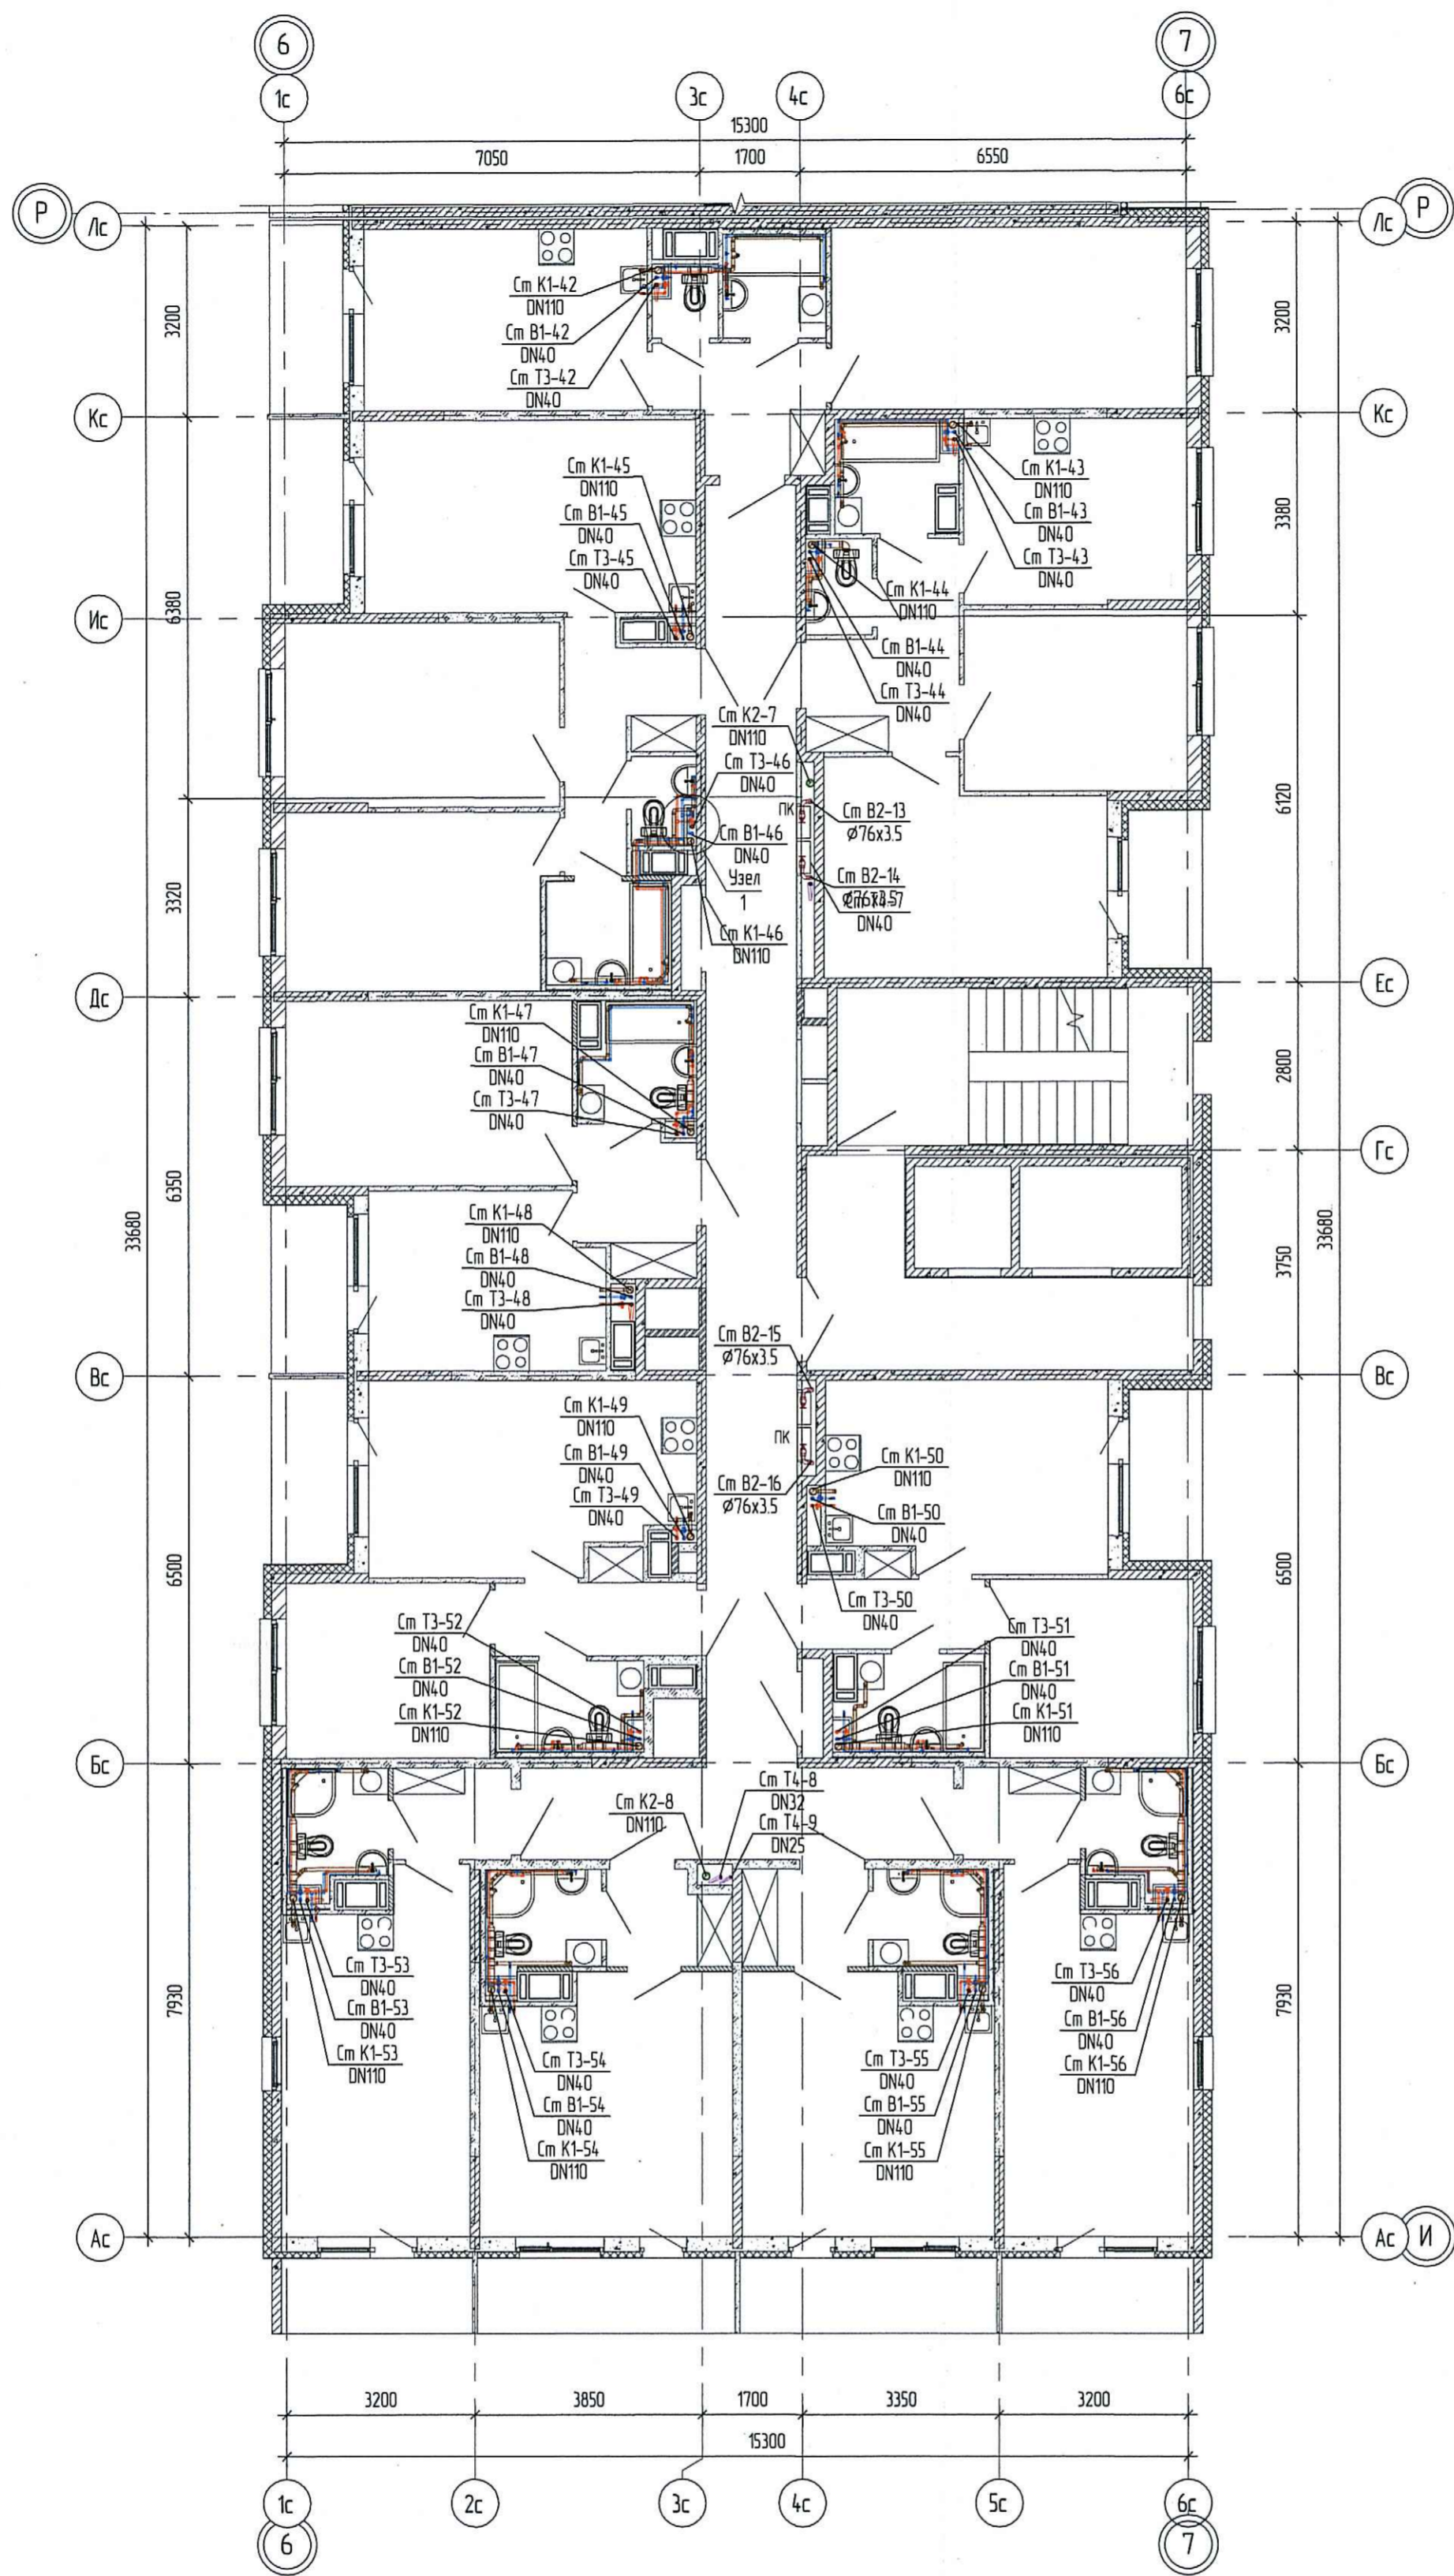 6
7
1с
3с
4с
6с
15300
7050
1700
6550
Р
Лс
Лс
Р
3200
3200
Ст К1-42
DN110
Ст В1-42
DN40
Ст Т3-42
DN40
Кс
Кс
Ст К1-45
DN110
Ст В1-45
DN40
Ст Т3-45
DN40
Ст К1-43
DN110
Ст В1-43
DN40
Ст Т3-43
DN40
3380
6380
Ст К1-44
DN110
Ис
Ст В1-44
DN40
Ст Т3-44
DN40
Ст К2-7
DN110
Ст Т3-46
DN40
ПК
Ст В2-13
Ø76х3.5
6120
Ст В1-46
DN40
Узел
1
Ст В2-14
DN40
3320
Ст К1-46
DN110
Дс
Ес
Ст К1-47
DN110
Ст В1-47
DN40
Ст Т3-47
DN40
2800
Гс
6350
33680
33680
Ст К1-48
DN110
Ст В1-48
DN40
Ст Т3-48
DN40
3750
Ст В2-15
Ø76х3.5
Вс
Вс
Ст К1-49
DN110
Ст В1-49
DN40
Ст Т3-49
DN40
ПК
Ст В2-16
Ø76х3.5
Ст К1-50
DN110
Ст В1-50
DN40
6500
6500
Ст Т3-50
DN40
Ст Т3-52
DN40
Ст В1-52
DN40
Ст К1-52
DN110
Ст Т3-51
DN40
Ст В1-51
DN40
Ст К1-51
DN110
Бс
Бс
Ст К2-8
DN110
Ст Т4-8
DN32
Ст Т4-9
DN25
Ст Т3-53
DN40
Ст В1-53
DN40
Ст К1-53
DN110
Ст Т3-56
DN40
Ст В1-56
DN40
Ст К1-56
DN110
7930
7930
Ст Т3-54
DN40
Ст В1-54
DN40
Ст К1-54
DN110
Ст Т3-55
DN40
Ст В1-55
DN40
Ст К1-55
DN110
Ас
Ас
И
3200
3850
1700
3350
3200
15300
1с
2с
3с
4с
5с
6с
6
7